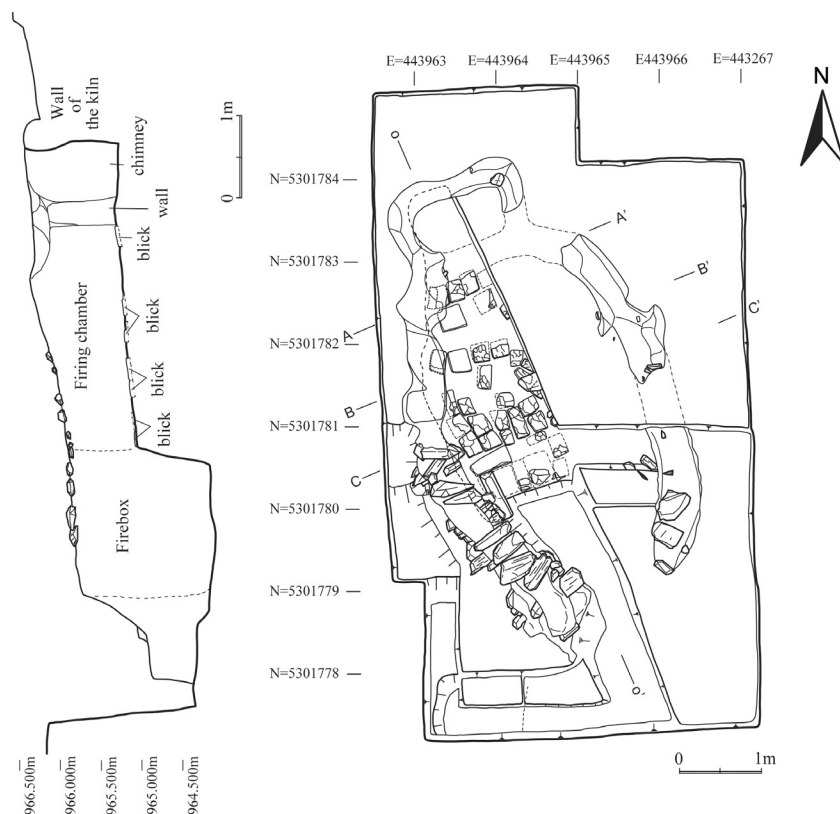 Wall
of
the kiln
chimney
wall
blick
blick
blick
blick
Firing chamber
Firebox
1m
0
966.500m
966.000m
965.500m
965.000m
964.500m
E=443963
E=443964
E=443965
E=443966
E=443267
N
N=5301784
N=5301783
N=5301782
N=5301781
N=5301780
N=5301779
N=5301778
O
A'
B'
C'
A
B
C
O'
0
1m